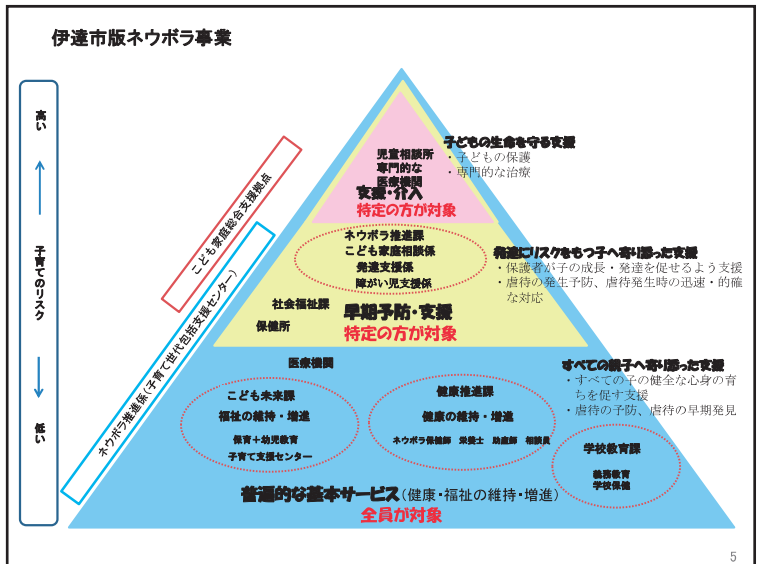 伊達市版ネウボラ事業
高い
子育てのリスク
低い
こども家庭総合支援拠点
ネウボラ推進係(子育て世代包括支援センター)
児童相談所
専門的な
医療機関
支援・介入
特定の方が対象
子どもの生命を守る支援
・子どもの保護
・専門的な治療
ネウボラ推進課
こども家庭相談係
発達支援係
障がい児支援係
社会福祉課
保健所
早期予防・支援
特定の方が対象
発達にリスクをもつ子へ寄り添った支援
・保護者が子の成長・発達を促せるよう支援
・虐待の発生予防、虐待発生時の迅速・的確
な対応
医療機関
こども未来課
福祉の維持・増進
保育+幼児教育
子育て支援センター
健康推進課
健康の維持・増進
ネウボラ保健師 栄養士 助産師 相談員
すべての親子へ寄り添った支援
・すべての子の健全な心身の育
ちを促す支援
・虐待の予防、虐待の早期発見
学校教育課
義務教育
学校保健
普遍的な基本サービス(健康・福祉の維持・増進)
全員が対象
5